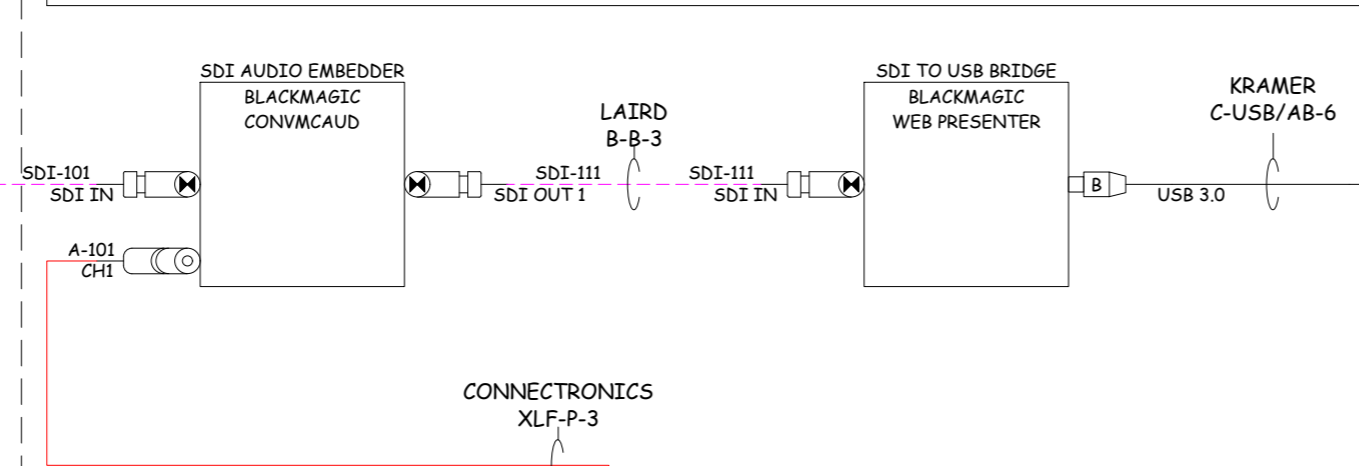 SDI AUDIO EMBEDDER
BLACKMAGIC
CONVMCAUD
SDI-101
SDI IN
A-101
CH1
SDI-111
SDI OUT 1
LAIRD
B-B-3
SDI-111
SDI IN
SDI TO USB BRIDGE
BLACKMAGIC
WEB PRESENTER
B
USB 3.0
KRAMER
C-USB/AB-6
CONNECTRONICS
XLF-P-3